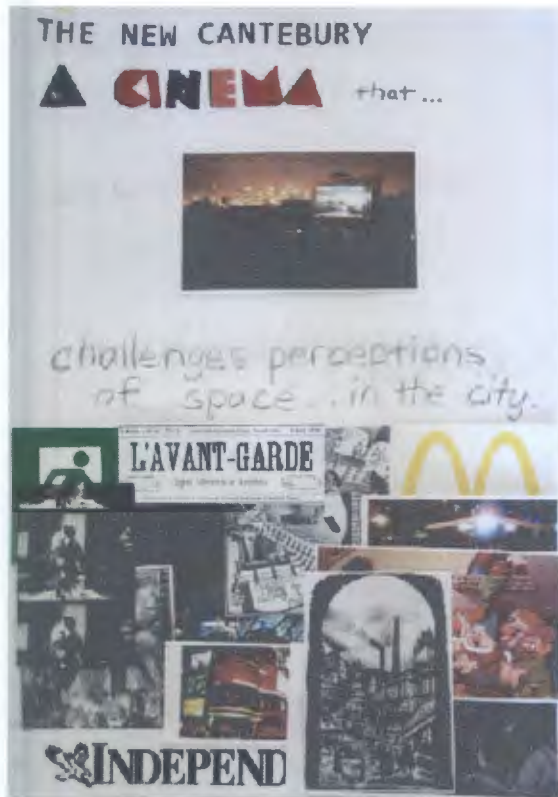 THE NEW CANTEBURY
A CINEMA that...
challenges perceptions
of space... in the city.
L'AVANT-GARDE
INDEPEND